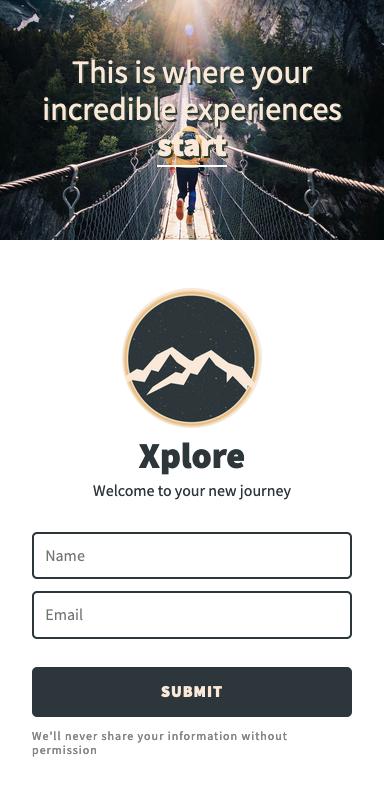 This is where your
incredible experiences
start
Xplore
Welcome to your new journey
Name
Email
SUBMIT
We'll never share your information without
permission